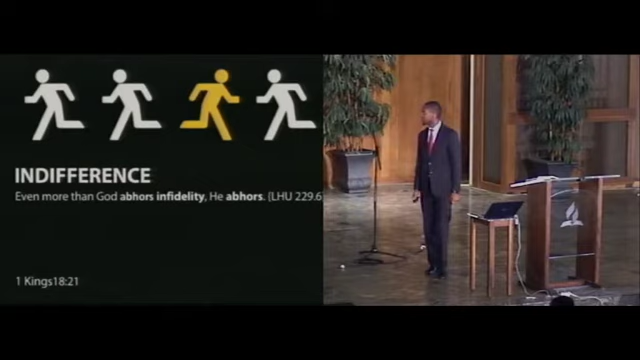 INDIFFERENCE
Even more than God abhors infidelity, He abhors. (LHU 229.6
1 Kings18:21